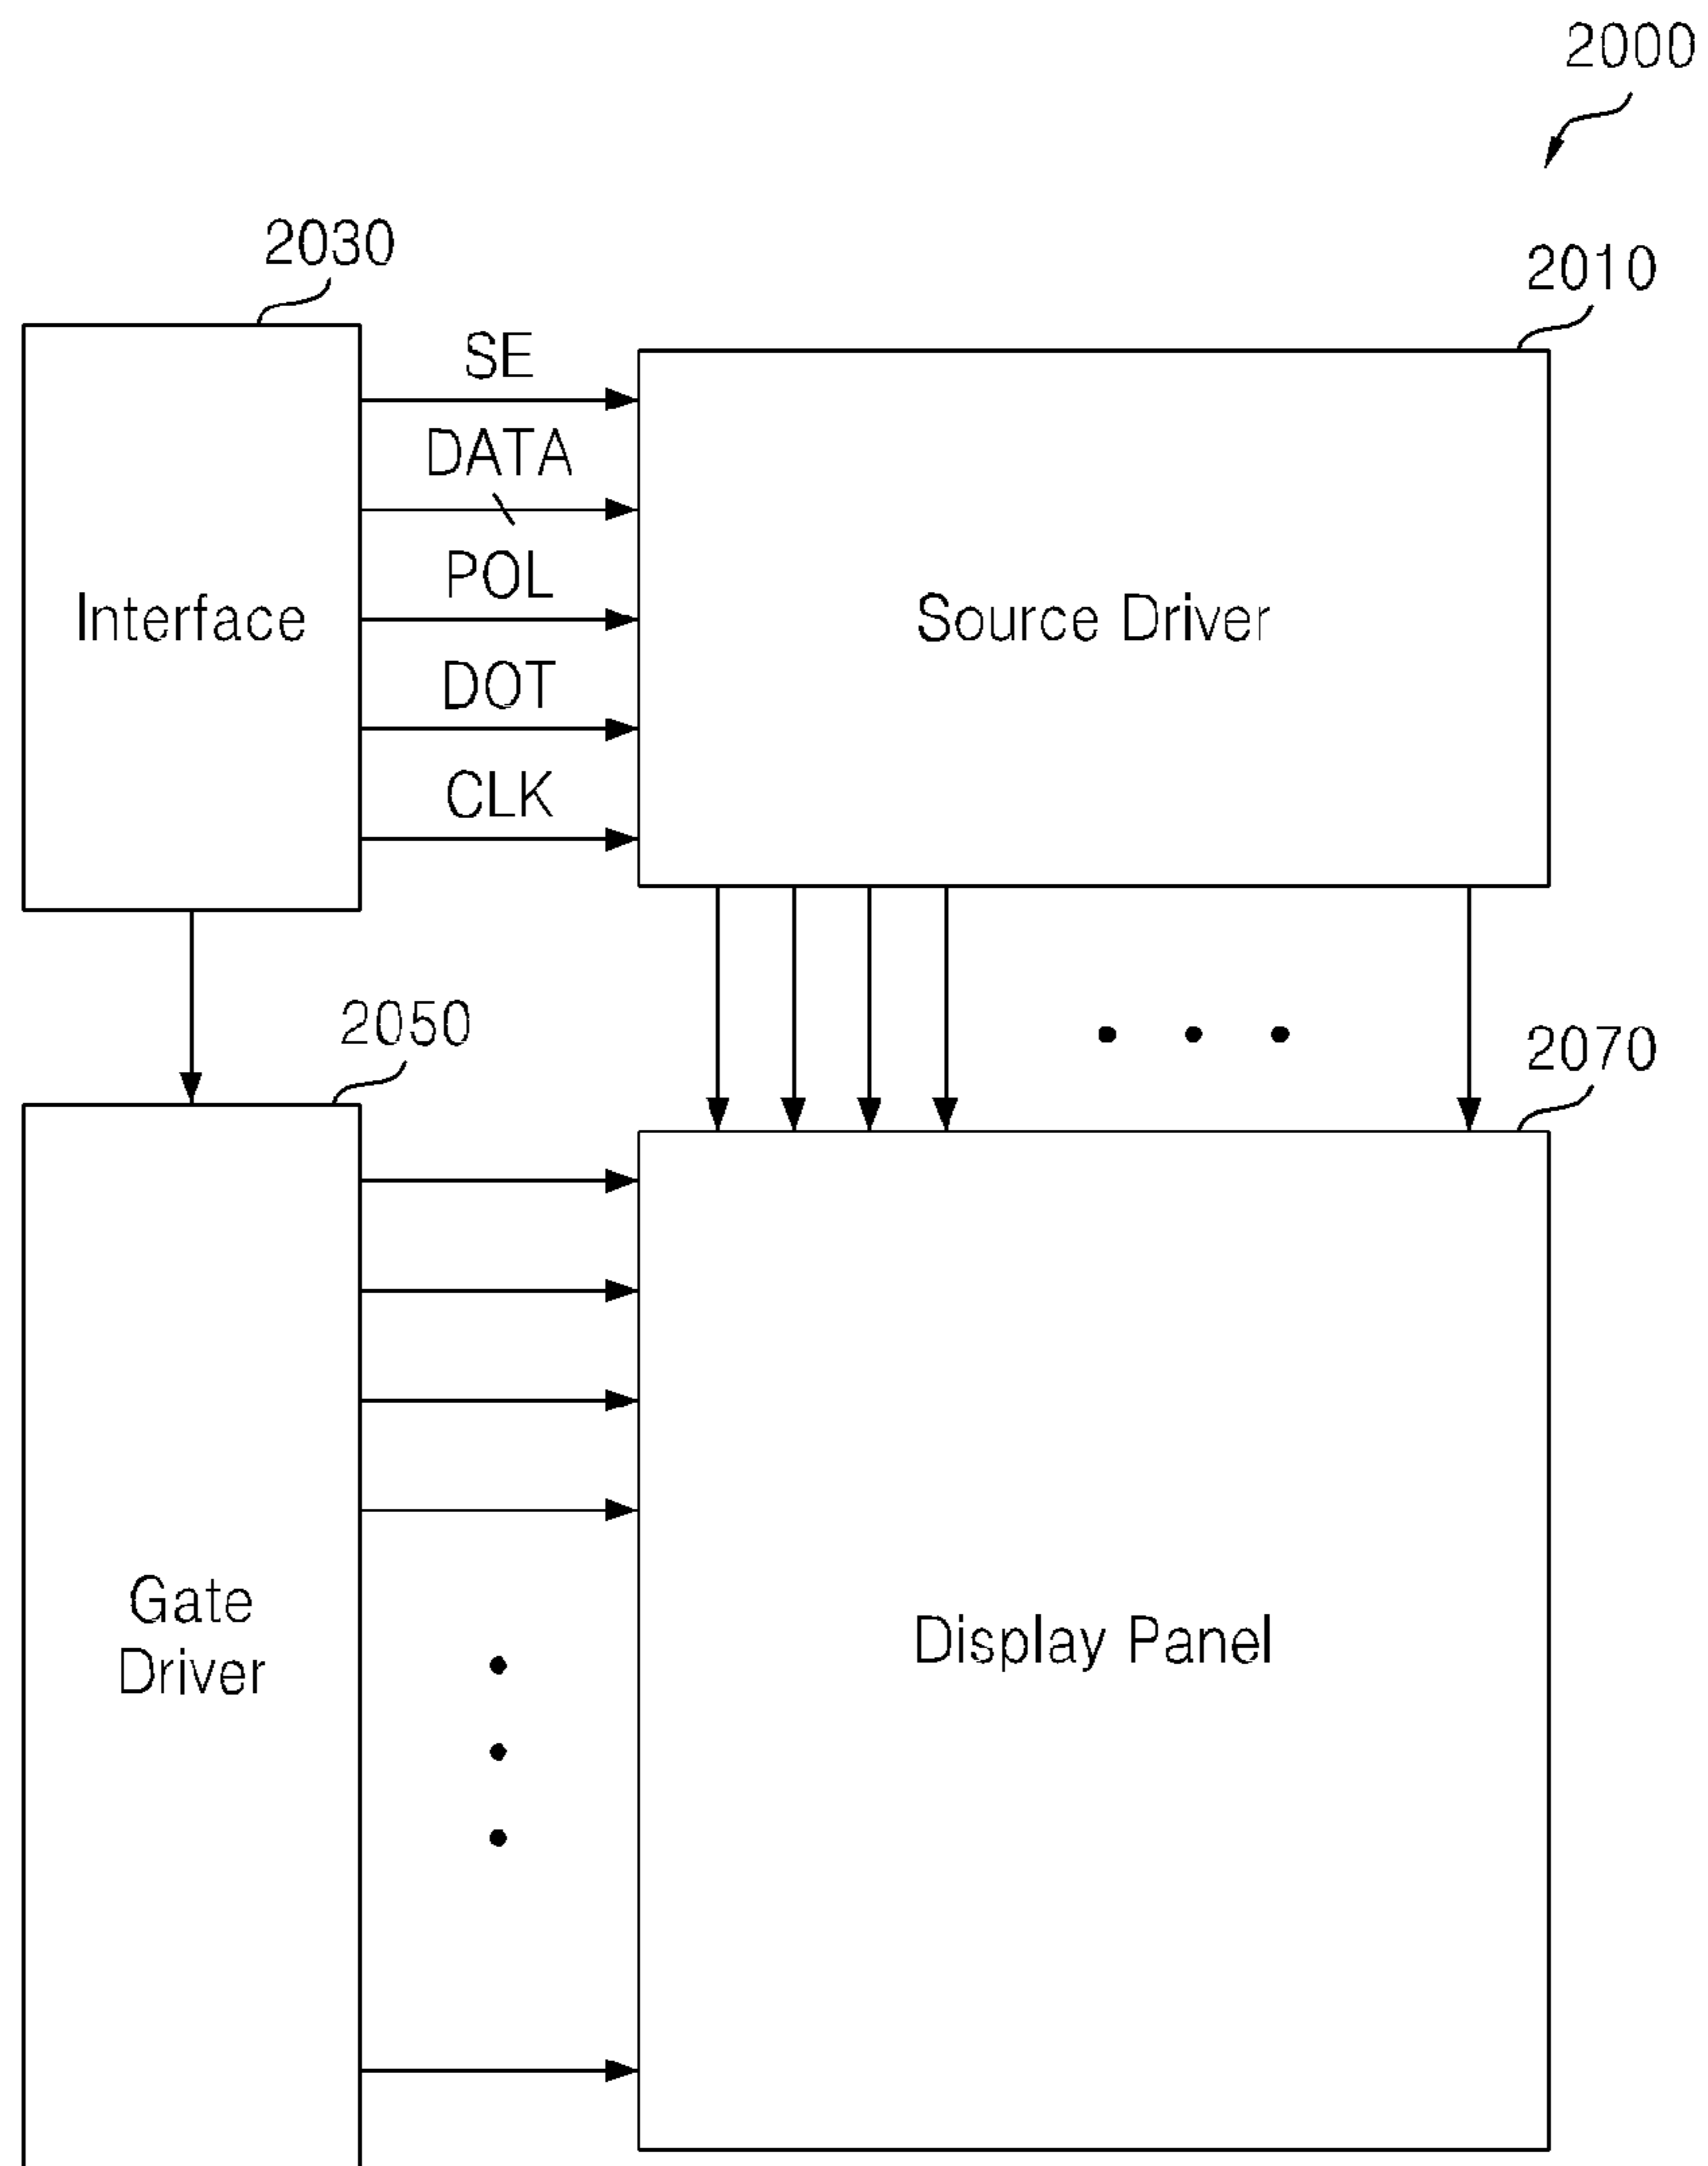 2000
2030
2010
SE
DATA
POL
DOT
CLK
Interface
Source Driver
2050
2070
Gate
Driver
Display Panel